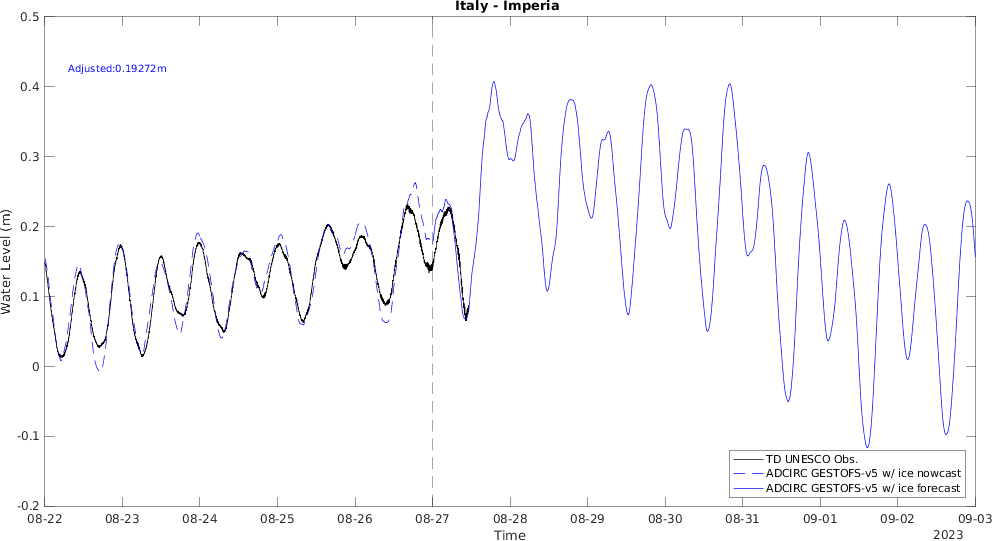 Italy - Imperia
Adjusted:0.19272m
Water Level (m)
0.5
0.4
0.3
0.2
0.1
0
-0.1
-0.2
TD UNESCO Obs.
ADCIRC GESTOFS-v5 w/ ice nowcast
ADCIRC GESTOFS-v5 w/ ice forecast
08-22 08-23 08-24 08-25 08-26 08-27 08-28 08-29 08-30 08-31 09-01 09-02 09-03
Time
2023